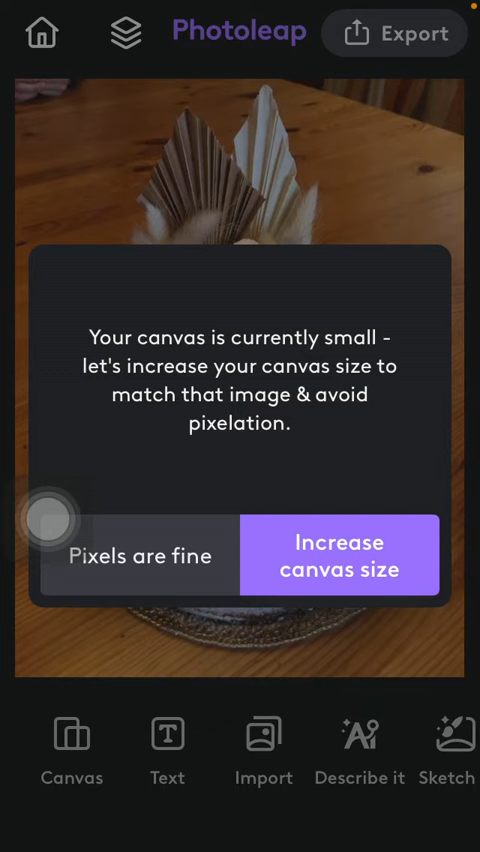 Photoleap
Export
Your canvas is currently small -
let's increase your canvas size to
match that image & avoid
pixelation.
Pixels are fine
Increase
canvas size
Canvas
Text
Import
Describe it
Sketch